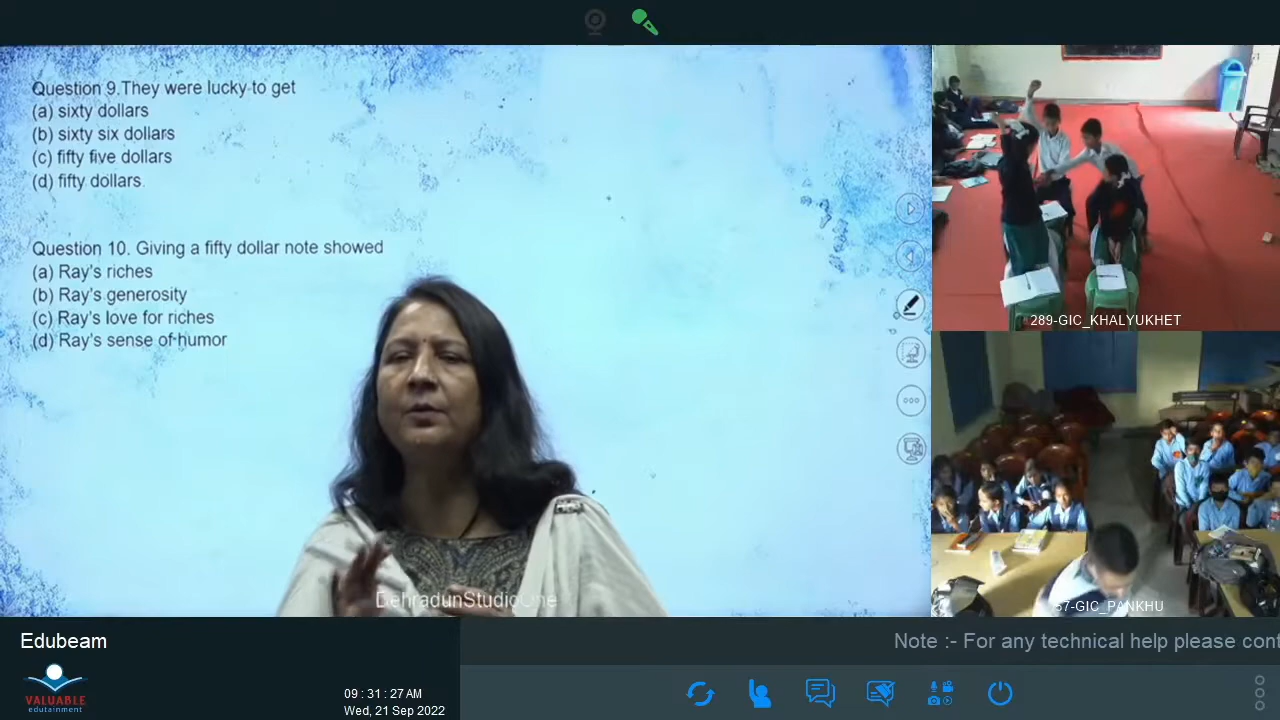 Question 9.They were lucky to get
(a) sixty dollars
(b) sixty six dollars
(c) fifty five dollars
(d) fifty dollars.
Question 10. Giving a fifty dollar note showed
(a) Ray's riches
(b) Ray's generosity
(c) Ray's love for riches
(d) Ray's sense of humor
DehradunStudioOne
289-GIC_KHALYUKHET
57-GIC_PANKHU
Edubeam
Note :- For any technical help please cont
VALUABLE
edutainment
09 : 31 : 27 AM
Wed, 21 Sep 2022